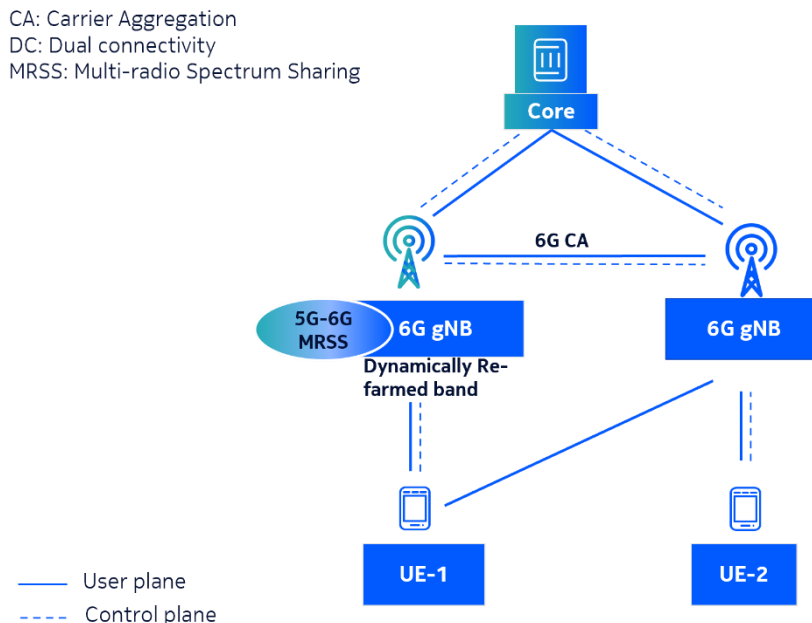 CA: Carrier Aggregation
DC: Dual connectivity
MRSS: Multi-radio Spectrum Sharing
Core
6G CA
5G-6G
MRSS
6G gNB
6G gNB
Dynamically Re-
farmed band
UE-1
UE-2
User plane
Control plane